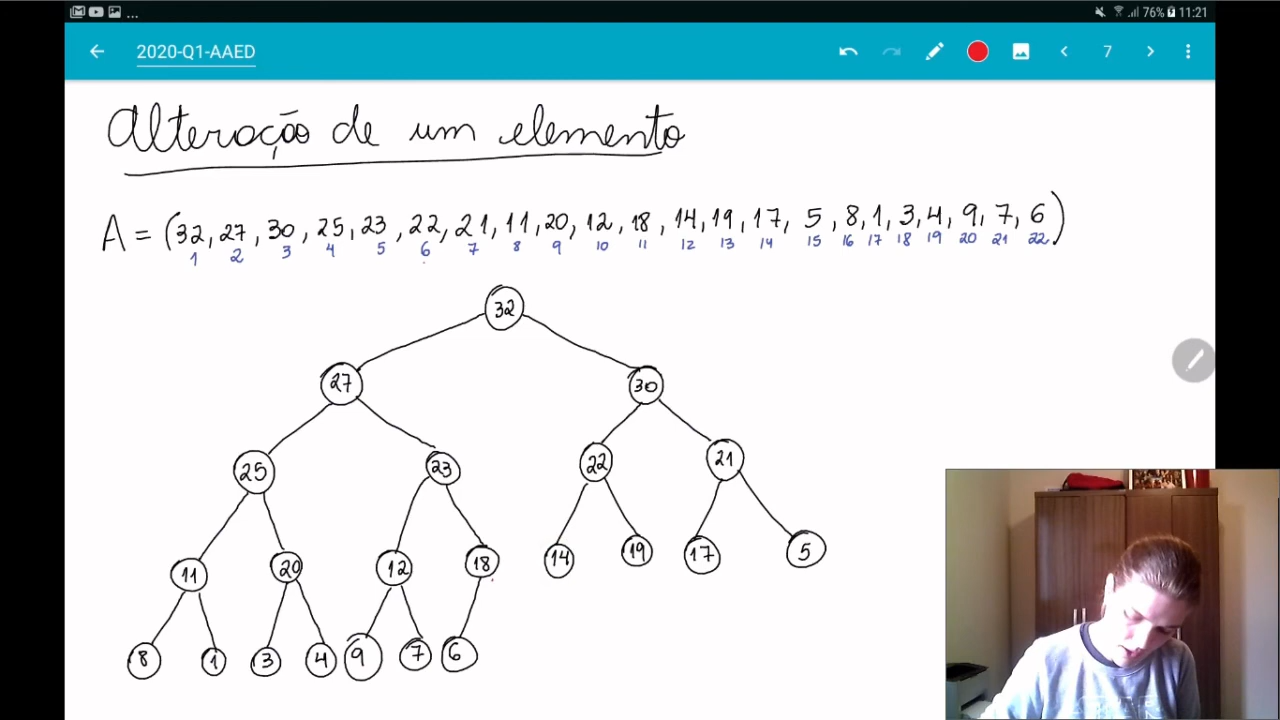 ... 76% 11:21
2020-Q1-AAED 7
Alteração de um elemento
A = (32, 27, 30, 25, 23, 22, 21, 11, 20, 12, 18, 14, 19, 17, 5, 8, 1, 3, 4, 9, 7, 6)
1 2 3 4 5 6 7 8 9 10 11 12 13 14 15 16 17 18 19 20 21 22
32
27 30
25 23 22 21
11 20 12 18 14 19 17 5
8 1 3 4 9 7 6